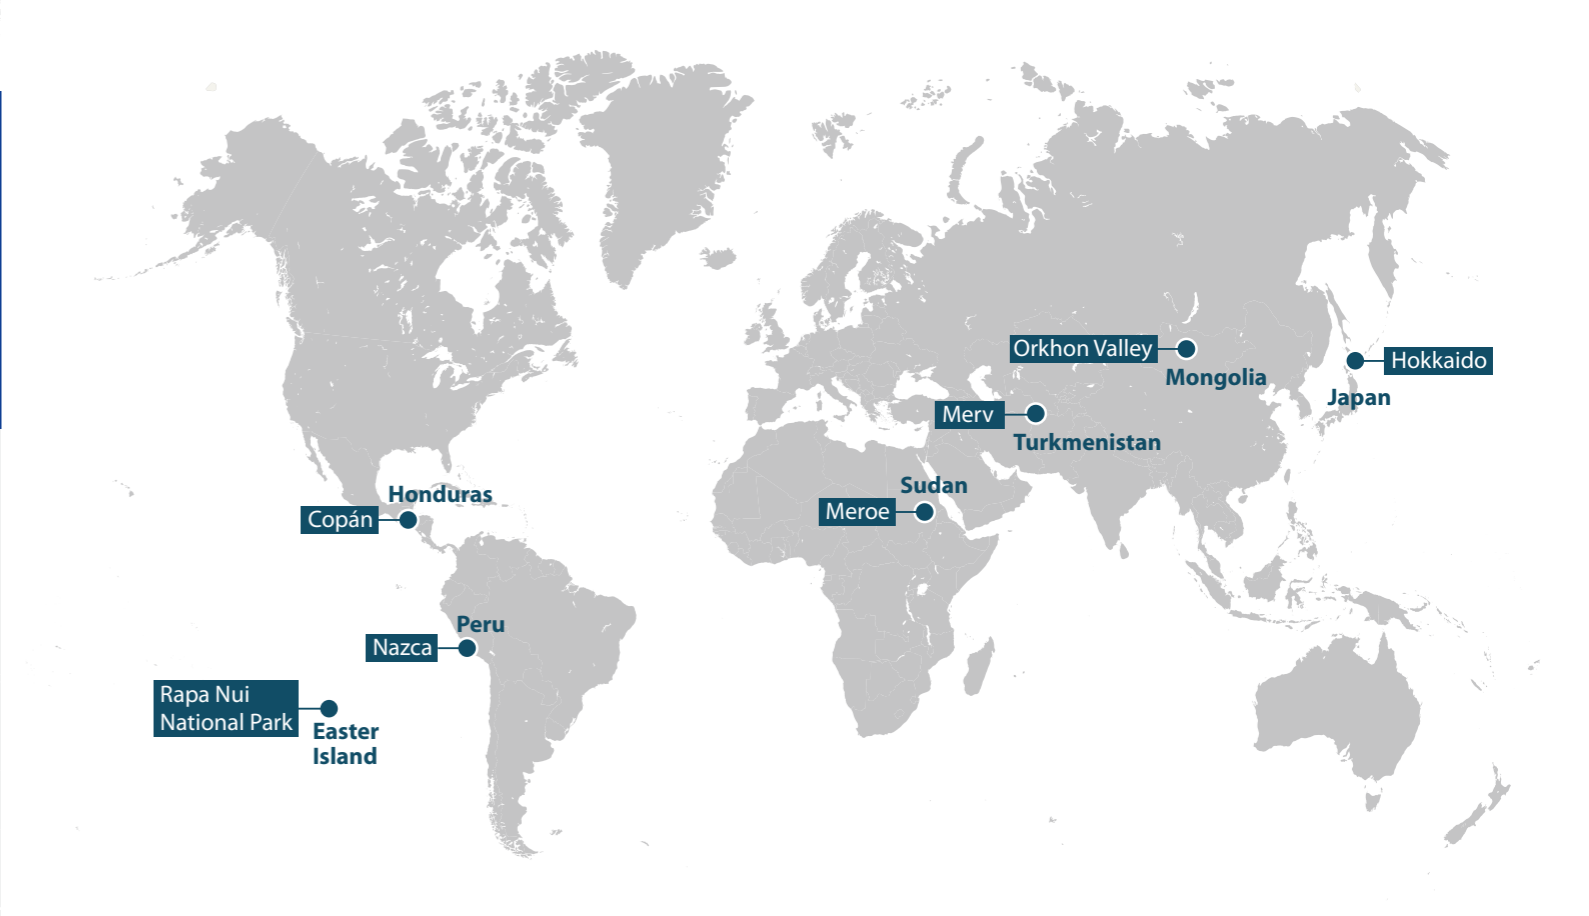 Orkhon Valley
Mongolia
Hokkaido
Japan
Merv
Turkmenistan
Sudan
Meroe
Honduras
Copán
Peru
Nazca
Rapa Nui
National Park
Easter
Island